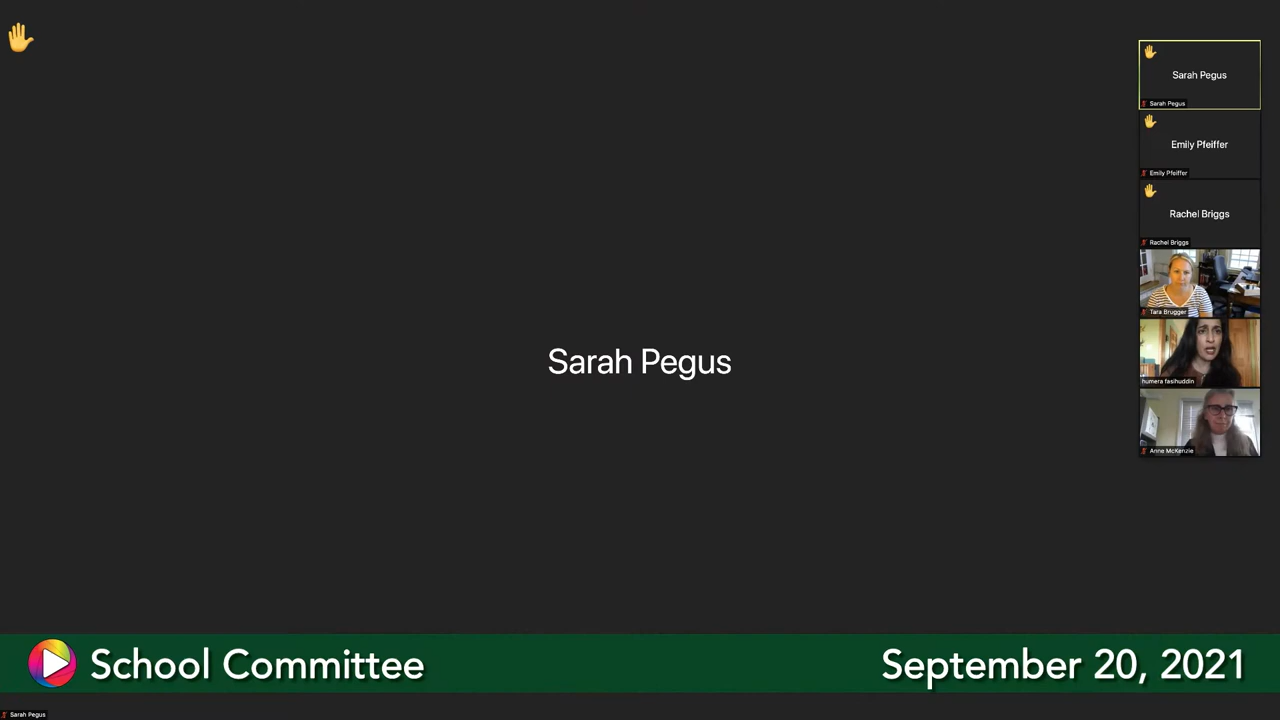 Sarah Pegus
Sarah Pegus
Emily Pfeiffer
Emily Pfeiffer
Rachel Briggs
Rachel Briggs
Tara Brugger
humera fasihuddin
Anne McKenzie
Sarah Pegus
School Committee
September 20, 2021
Sarah Pegus